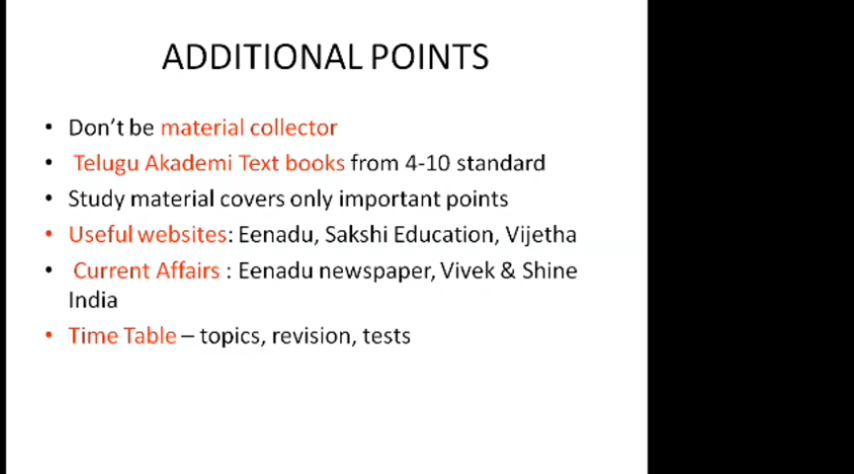 ADDITIONAL POINTS
• Don't be material collector
• Telugu Akademi Text books from 4-10 standard
• Study material covers only important points
• Useful websites: Eenadu, Sakshi Education, Vijetha
• Current Affairs : Eenadu newspaper, Vivek & Shine
India
• Time Table – topics, revision, tests